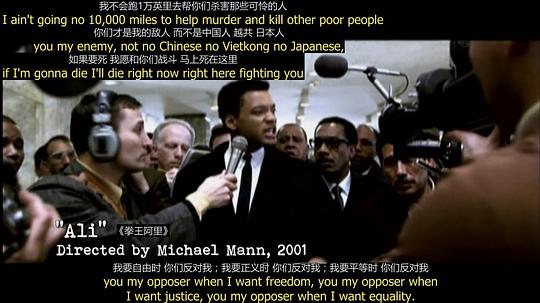 我不会跑1万英里去帮你们杀害那些可怜的人
I ain't going no 10,000 miles to help murder and kill other poor people
你们才是我的敌人 而不是中国人 越共 日本人
you my enemy, not no Chinese no Vietkong no Japanese,
如果要死 我愿和你们战斗 马上死在这里
if I'm gonna die I'll die right now right here fighting you
"Ali" 《拳王阿里》
Directed by Michael Mann, 2001
我要自由时 你们反对我；我要正义时 你们反对我；我要平等时 你们反对我
you my opposer when I want freedom, you my opposer when
I want justice, you my opposer when I want equality.